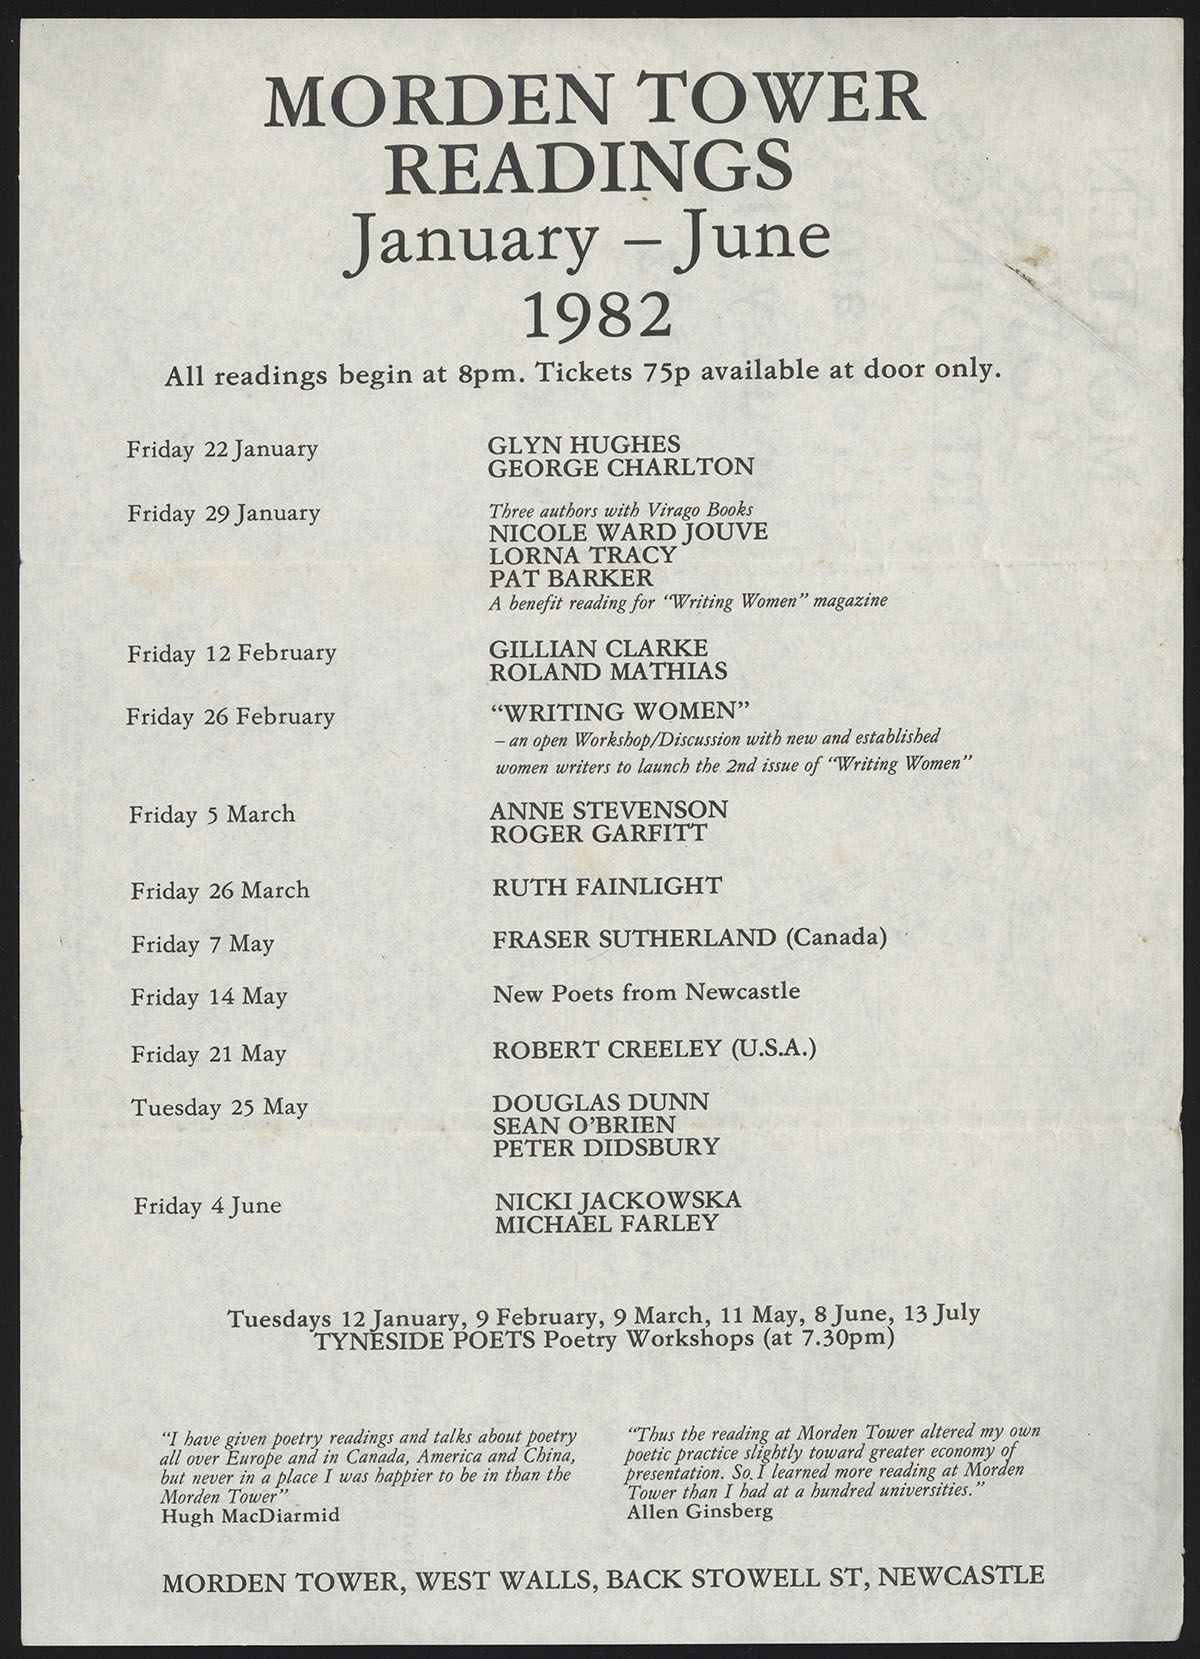 MORDEN TOWER
READINGS
January – June
1982
All readings begin at 8pm. Tickets 75p available at door only.
Friday 22 January
GLYN HUGHES
GEORGE CHARLTON
Friday 29 January
Three authors with Virago Books
NICOLE WARD JOUVE
LORNA TRACY
PAT BARKER
A benefit reading for “Writing Women” magazine
Friday 12 February
GILLIAN CLARKE
ROLAND MATHIAS
Friday 26 February
“WRITING WOMEN”
– an open Workshop/Discussion with new and established
women writers to launch the 2nd issue of “Writing Women”
Friday 5 March
ANNE STEVENSON
ROGER GARFITT
Friday 26 March
RUTH FAINLIGHT
Friday 7 May
FRASER SUTHERLAND (Canada)
Friday 14 May
New Poets from Newcastle
Friday 21 May
ROBERT CREELEY (U.S.A.)
Tuesday 25 May
DOUGLAS DUNN
SEAN O’BRIEN
PETER DIDSBURY
Friday 4 June
NICKI JACKOWSKA
MICHAEL FARLEY
Tuesdays 12 January, 9 February, 9 March, 11 May, 8 June, 13 July
TYNESIDE POETS Poetry Workshops (at 7.30pm)
“I have given poetry readings and talks about poetry
all over Europe and in Canada, America and China,
but never in a place I was happier to be in than the
Morden Tower”
Hugh MacDiarmid
“Thus the reading at Morden Tower altered my own
poetic practice slightly toward greater economy of
presentation. So. I learned more reading at Morden
Tower than I had at a hundred universities.”
Allen Ginsberg
MORDEN TOWER, WEST WALLS, BACK STOWELL ST, NEWCASTLE